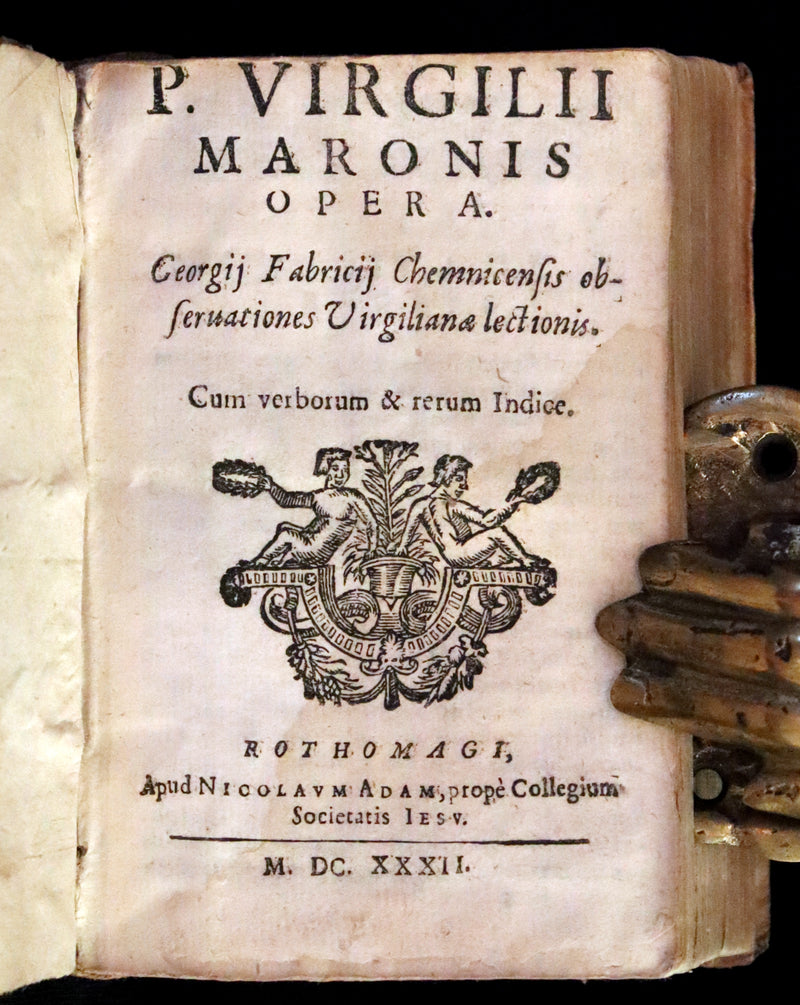 P. VIRGILII
MARONIS
OPERA.
Georgij Fabricij Chemnicenſis ob-
ſeruationes Virgilianæ lectionis.
Cum verborum & rerum Indice.
ROTHOMAGI,
Apud NICOLAVM ADAM, propè Collegium
Societatis IESV.
M. DC. XXXII.